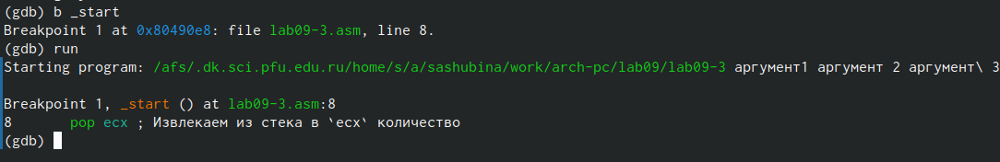 (gdb) b _start
Breakpoint 1 at 0x80490e8: file lab09-3.asm, line 8.
(gdb) run
Starting program: /afs/.dk.sci.pfu.edu.ru/home/s/a/sashubina/work/arch-pc/lab09/lab09-3 аргумент1 аргумент 2 аргумент\ 3
Breakpoint 1, _start () at lab09-3.asm:8
8       pop ecx ; Извлекаем из стека в `ecx` количество
(gdb)